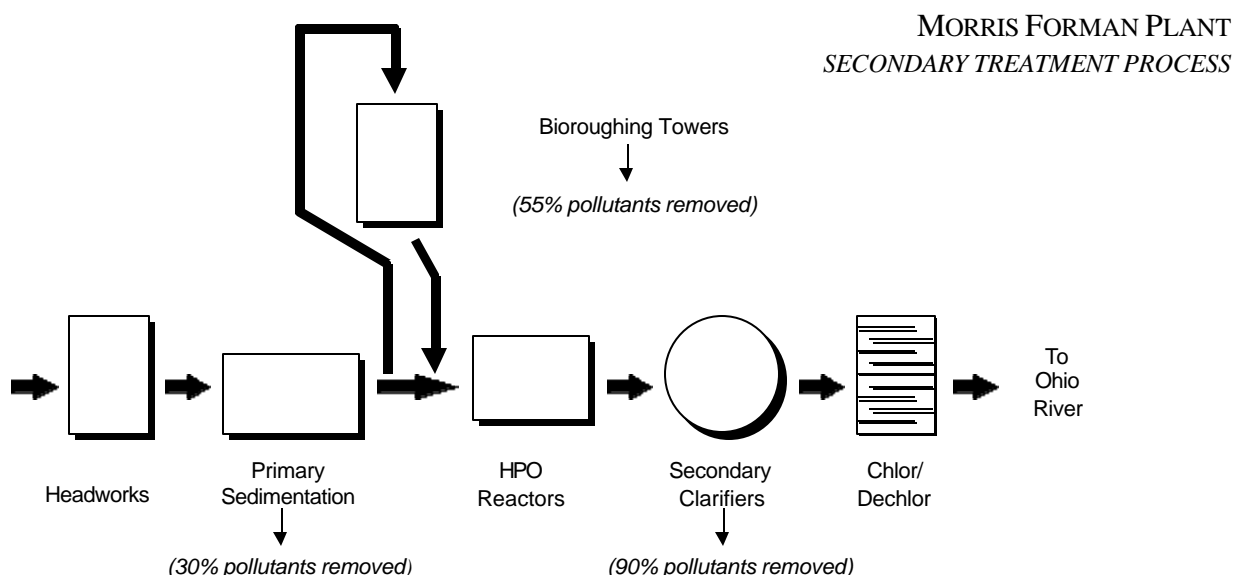 MORRIS FORMAN PLANT
SECONDARY TREATMENT PROCESS
Bioroughing Towers
(55% pollutants removed)
To
Ohio
River
Headworks
Primary
Sedimentation
HPO
Reactors
Secondary
Clarifiers
Chlor/
Dechlor
(30% pollutants removed)
(90% pollutants removed)